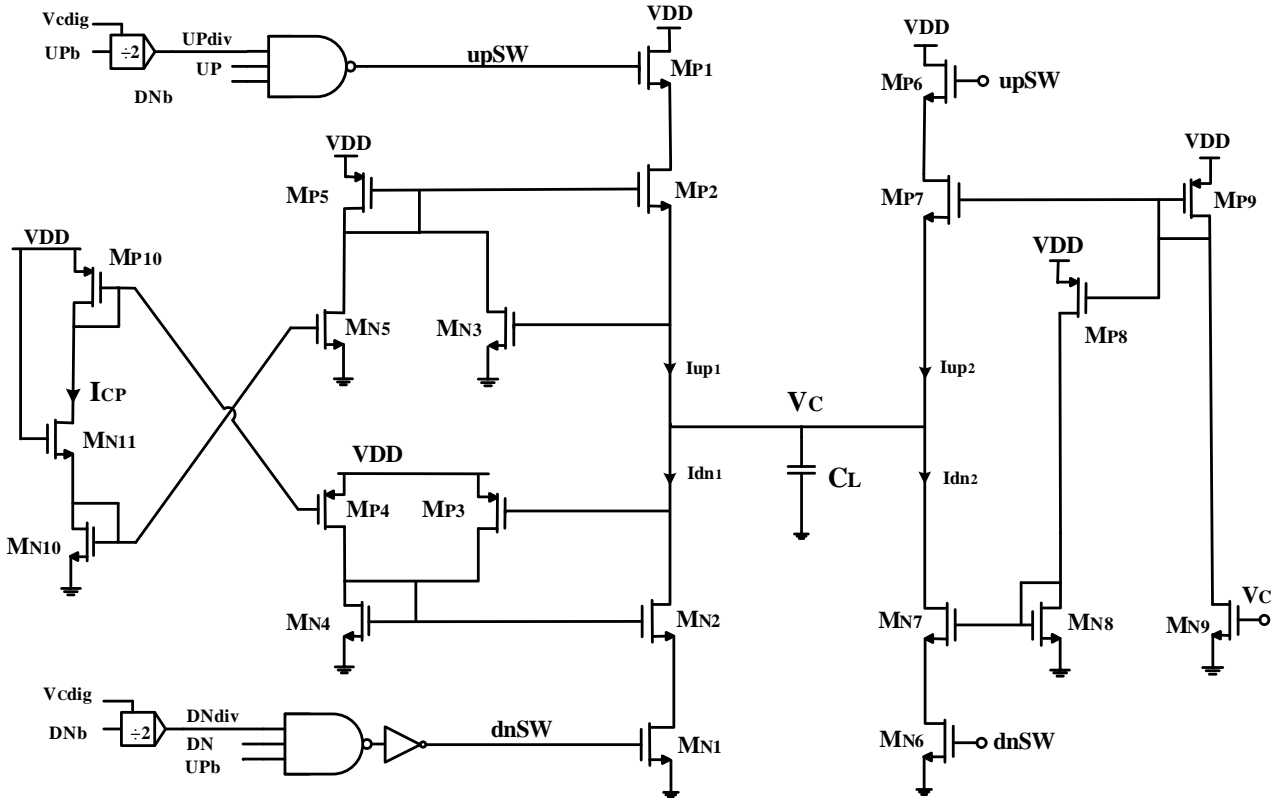 Vcdig
UPb
÷2
UPdiv
UP
DNb
upSW
VDD
MP1
VDD
MP6
upSW
VDD
MP5
MP2
MP7
VDD
MP9
VDD
MP10
VDD
MP8
MN5
MN3
Iup1
Iup2
ICP
MN11
VC
VDD
CL
Idn1
Idn2
MP4
MP3
MN10
MN4
MN2
MN7
MN8
MN9
VC
Vcdig
DNb
÷2
DNdiv
DN
UPb
dnSW
MN1
MN6
dnSW